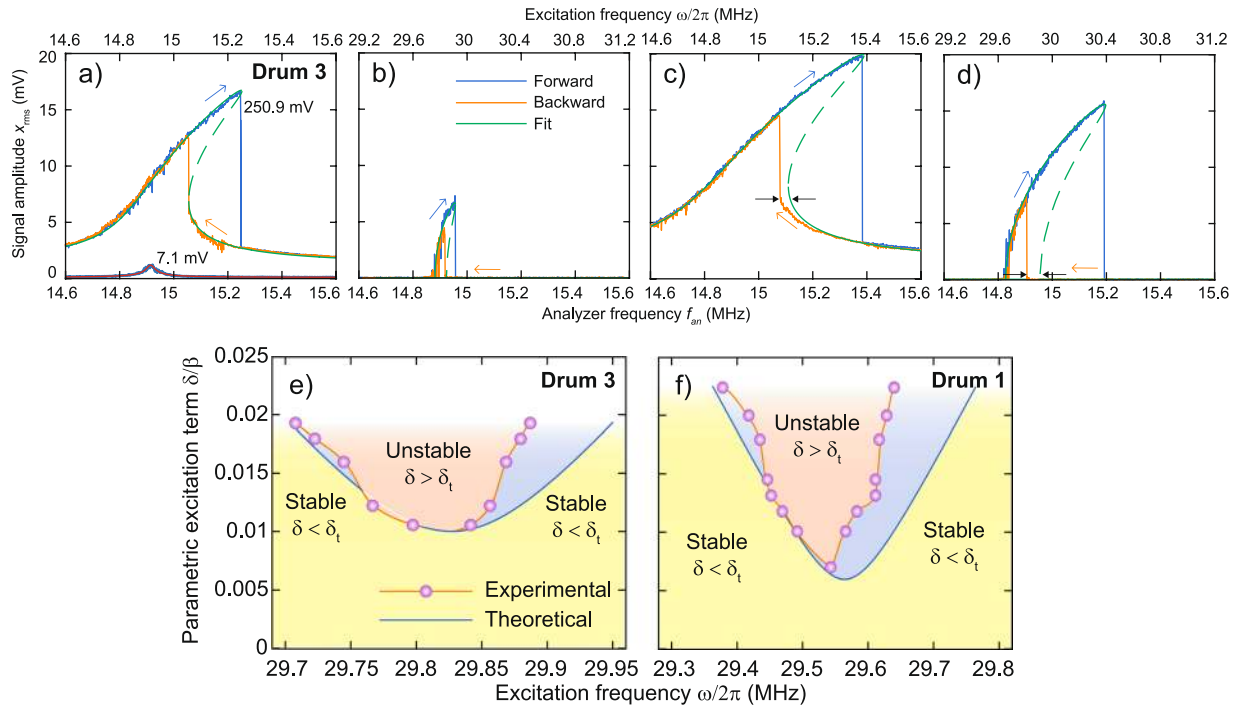 Excitation frequency ω/2π (MHz)
14.6 14.8 15 15.2 15.4 15.6 29.2 29.6 30 30.4 30.8 31.2 14.6 14.8 15 15.2 15.4 15.6 29.2 29.6 30 30.4 30.8 31.2
Signal amplitude x_rms (mV)
20
15
10
5
0
a) Drum 3
250.9 mV
7.1 mV
b)
Forward
Backward
Fit
c)
d)
14.6 14.8 15 15.2 15.4 15.6 14.6 14.8 15 15.2 15.4 15.6 14.6 14.8 15 15.2 15.4 15.6 14.6 14.8 15 15.2 15.4 15.6
Analyzer frequency f_an (MHz)
Parametric excitation term δ/β
0.025
0.02
0.015
0.01
0.005
0
e) Drum 3
Unstable
δ > δ_t
Stable
δ < δ_t
Stable
δ < δ_t
Experimental
Theoretical
29.7 29.75 29.8 29.85 29.9 29.95
f) Drum 1
Unstable
δ > δ_t
Stable
δ < δ_t
Stable
δ < δ_t
29.3 29.4 29.5 29.6 29.7 29.8
Excitation frequency ω/2π (MHz)